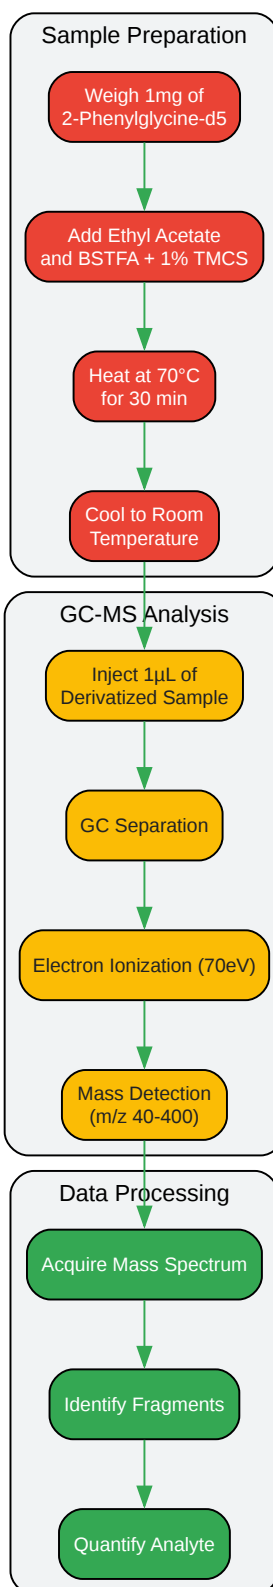 Sample Preparation
Weigh 1mg of
2-Phenylglycine-d5
Add Ethyl Acetate
and BSTFA + 1% TMCS
Heat at 70°C
for 30 min
Cool to Room
Temperature
GC-MS Analysis
Inject 1µL of
Derivatized Sample
GC Separation
Electron Ionization (70eV)
Mass Detection
(m/z 40-400)
Data Processing
Acquire Mass Spectrum
Identify Fragments
Quantify Analyte